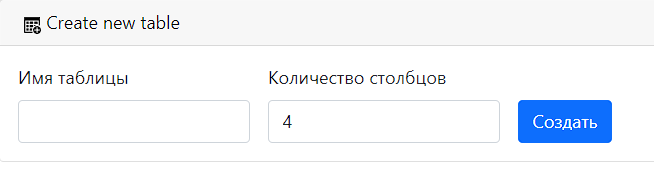 Create new table
Имя таблицы Количество столбцов
4 Создать